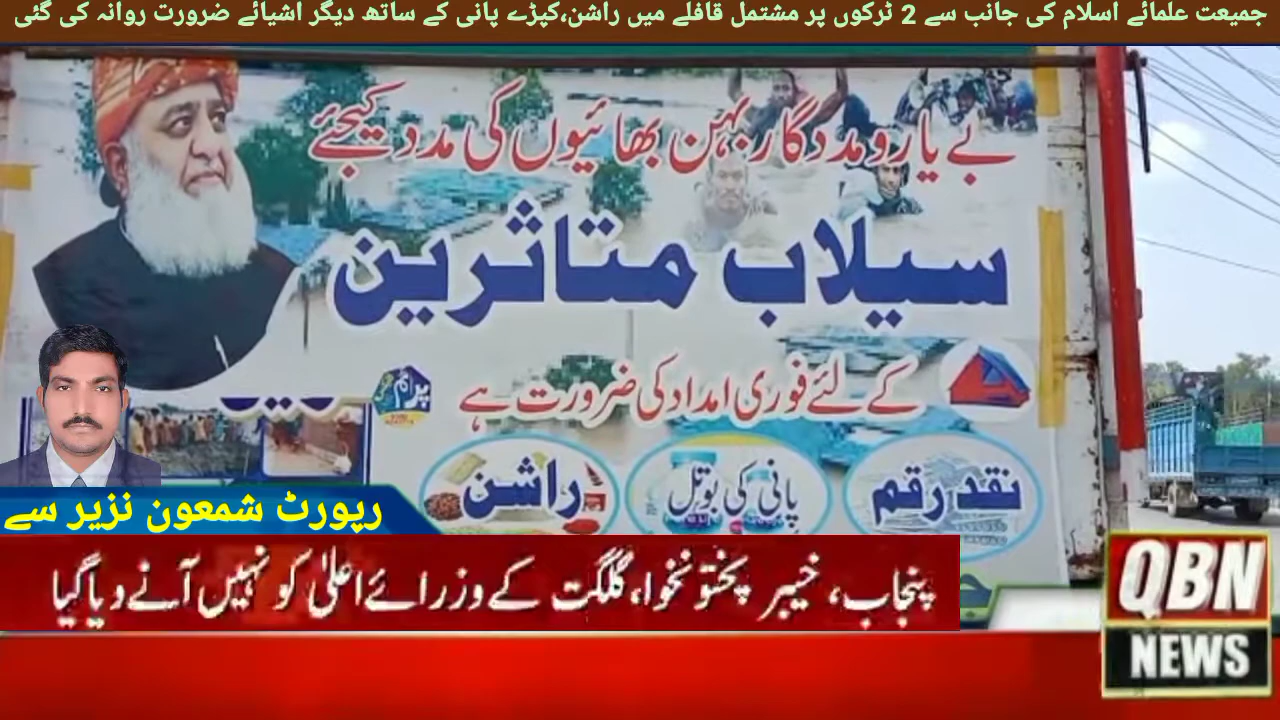 جمیعت علمائے اسلام کی جانب سے 2 ٹرکوں پر مشتمل قافلے میں راشن،کپڑے پانی کے ساتھ دیگر اشیائے ضرورت روانہ کی گئی
بے یارو مددگار بہن بھائیوں کی مدد کیجئے
سیلاب متاثرین
کے لئے فوری امداد کی ضرورت ہے
نقد رقم
پانی کی بوتل
راشن
رپورٹ شمعون نزیر سے
پنجاب، خیبر پختونخوا، گلگت کے وزرائے اعلیٰ کو نہیں آنے دیا گیا
QBN
NEWS